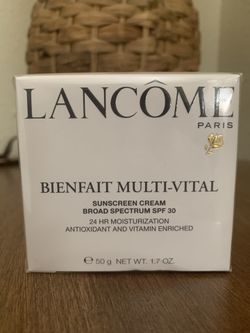 LANCÔME
PARIS
BIENFAIT MULTI-VITAL
SUNSCREEN CREAM
BROAD SPECTRUM SPF 30
24 HR MOISTURIZATION
ANTIOXIDANT AND VITAMIN ENRICHED
℮ 50 g NET WT. 1.7 OZ.